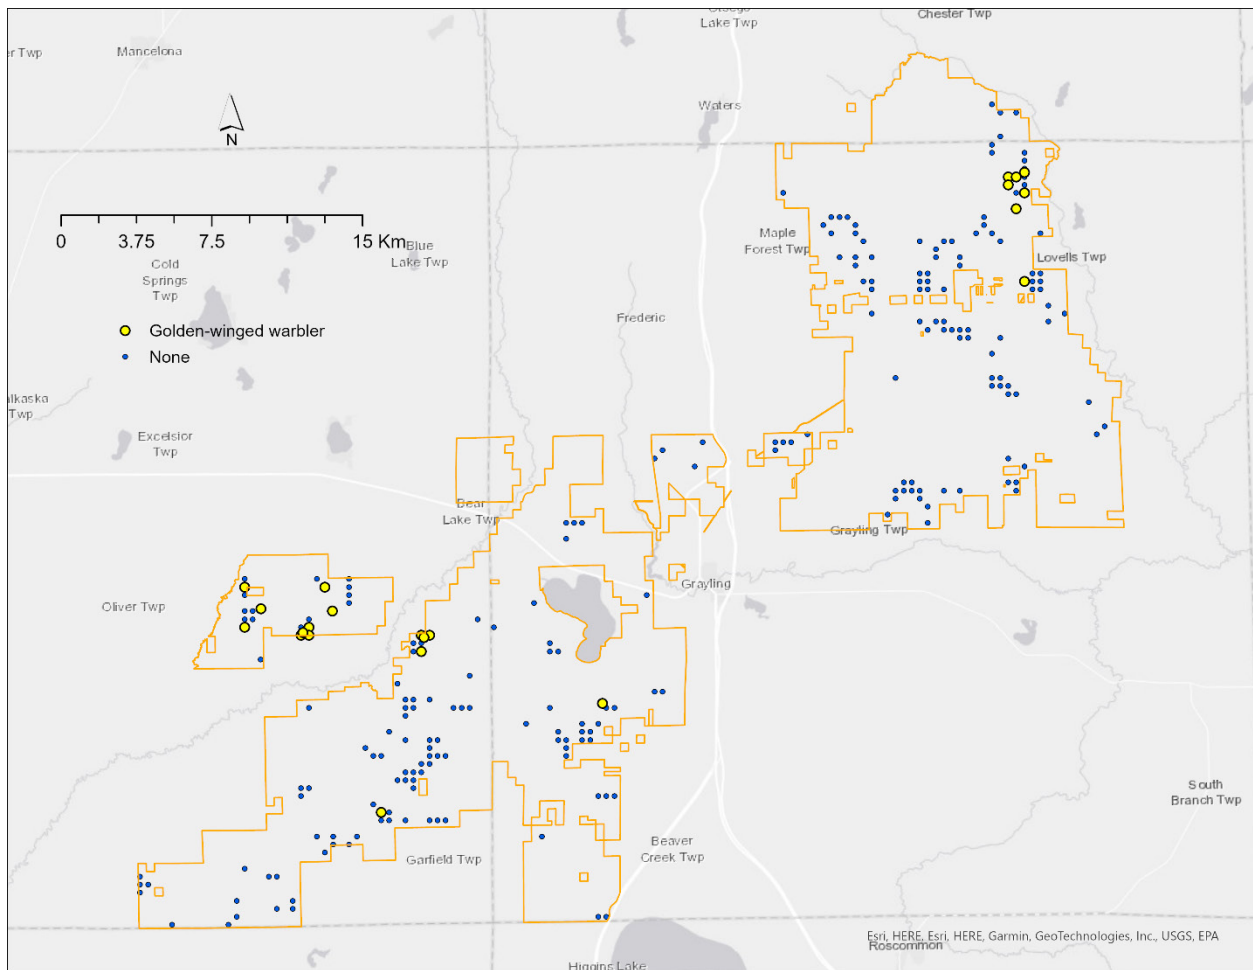 Lake Twp
Chester Twp
er Twp
Mancelona
Waters
N
0
3.75
7.5
15 Km
Blue
Lake Twp
Maple
Forest Twp
Cold
Springs
Twp
Lovells Twp
Frederic
Golden-winged warbler
None
alkaska
Twp
Excelsior
Twp
Bear
Lake Twp
Grayling Twp
Grayling
Oliver Twp
South
Branch Twp
Beaver
Creek Twp
Garfield Twp
Esri, HERE, Esri, HERE, Garmin, GeoTechnologies, Inc., USGS, EPA
Roscommon
Higgins Lake